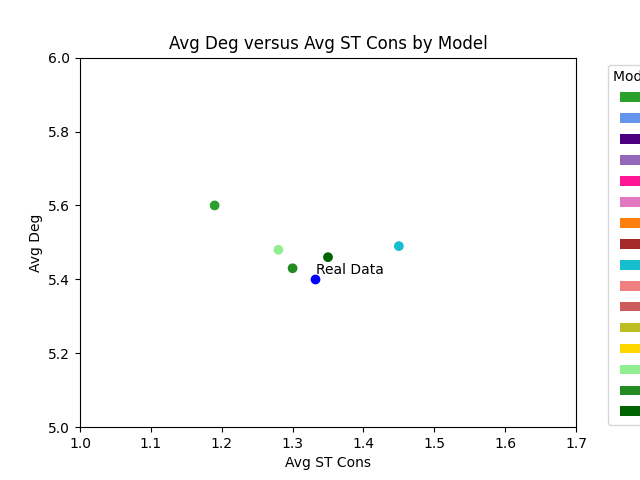 Avg Deg versus Avg ST Cons by Model
6.0
5.8
5.6
5.4
5.2
5.0
Avg Deg
Real Data
1.0 1.1 1.2 1.3 1.4 1.5 1.6 1.7
Avg ST Cons
Mod